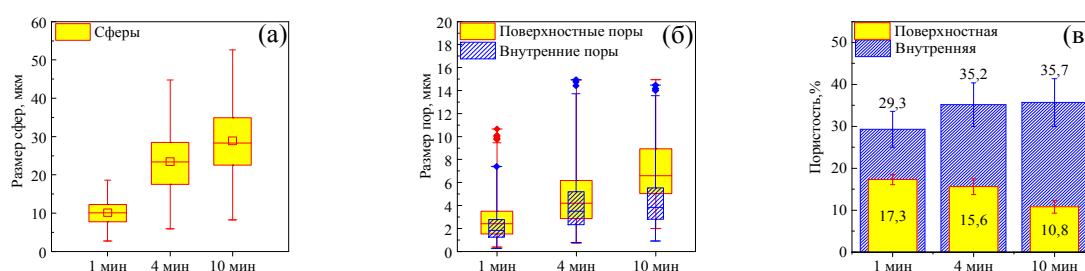 (а)
Сферы
Размер сфер, мкм
60
50
40
30
20
10
0
1 мин 4 мин 10 мин
(б)
Поверхностные поры
Внутренние поры
Размер пор, мкм
20
18
16
14
12
10
8
6
4
2
0
1 мин 4 мин 10 мин
(в)
Поверхностная
Внутренняя
Пористость,%
50
40
30
20
10
0
29,3 35,2 35,7
17,3 15,6 10,8
1 мин 4 мин 10 мин